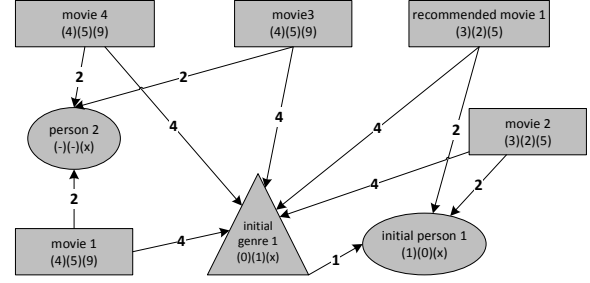 movie 4
(4)(5)(9)
movie3
(4)(5)(9)
recommended movie 1
(3)(2)(5)
2
2
4
4
4
2
movie 2
(3)(2)(5)
person 2
(-)(-)(x)
4
2
2
initial
genre 1
(0)(1)(x)
initial person 1
(1)(0)(x)
movie 1
(4)(5)(9)
4
1